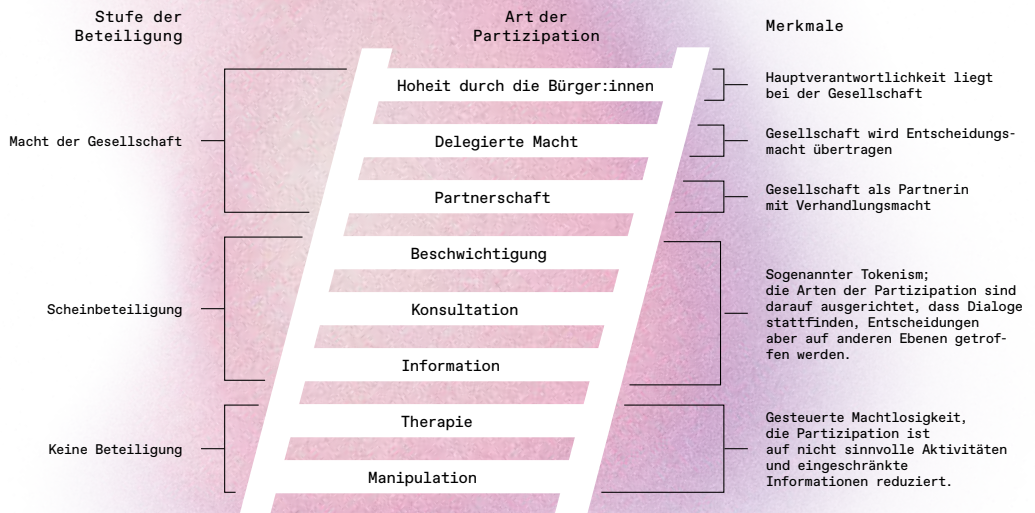 Stufe der
Beteiligung
Art der
Partizipation
Merkmale
Macht der Gesellschaft
Hoheit durch die Bürger:innen
Hauptverantwortlichkeit liegt
bei der Gesellschaft
Delegierte Macht
Gesellschaft wird Entscheidungs-
macht übertragen
Partnerschaft
Gesellschaft als Partnerin
mit Verhandlungsmacht
Scheinbeteiligung
Beschwichtigung
Konsultation
Information
Sogenannter Tokenism;
die Arten der Partizipation sind
darauf ausgerichtet, dass Dialoge
stattfinden, Entscheidungen
aber auf anderen Ebenen getrof-
fen werden.
Keine Beteiligung
Therapie
Manipulation
Gesteuerte Machtlosigkeit,
die Partizipation ist
auf nicht sinnvolle Aktivitäten
und eingeschränkte
Informationen reduziert.